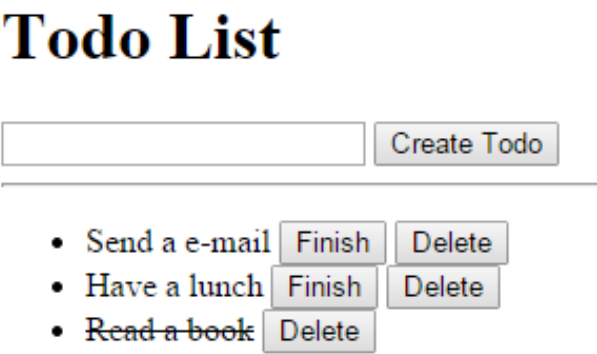 Todo List
Create Todo
Send a e-mail Finish Delete
Have a lunch Finish Delete
Read a book Delete